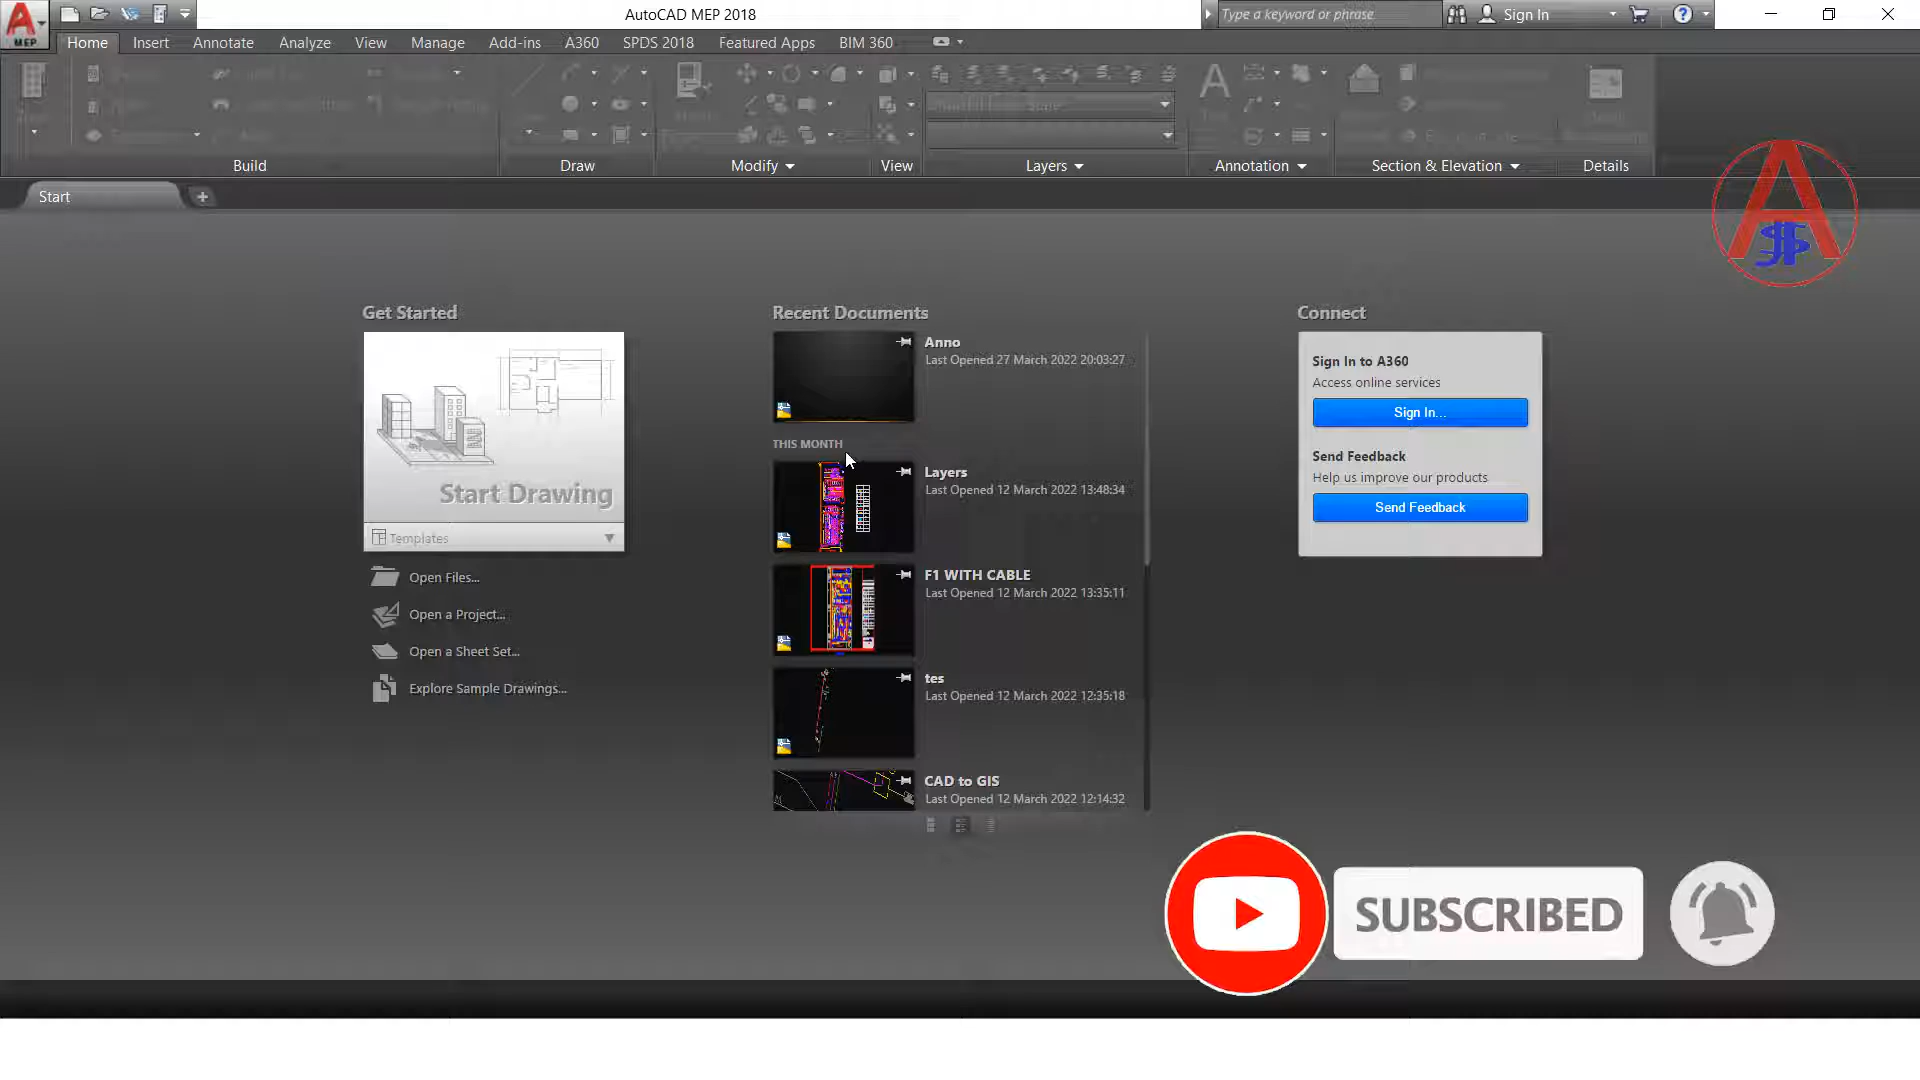 MEP
AutoCAD MEP 2018
Type a keyword or phrase
Sign In
Home
Insert
Annotate
Analyze
View
Manage
Add-ins
A360
SPDS 2018
Featured Apps
BIM 360
Build
Draw
Modify
View
Layers
Annotation
Section & Elevation
Details
Start
Get Started
Start Drawing
Templates
Open Files...
Open a Project...
Open a Sheet Set...
Explore Sample Drawings...
Recent Documents
Anno
Last Opened 27 March 2022 20:03:27
THIS MONTH
Layers
Last Opened 12 March 2022 13:48:34
F1 WITH CABLE
Last Opened 12 March 2022 13:35:11
tes
Last Opened 12 March 2022 12:35:18
CAD to GIS
Last Opened 12 March 2022 12:14:32
Connect
Sign In to A360
Access online services
Sign In...
Send Feedback
Help us improve our products
Send Feedback
SUBSCRIBED